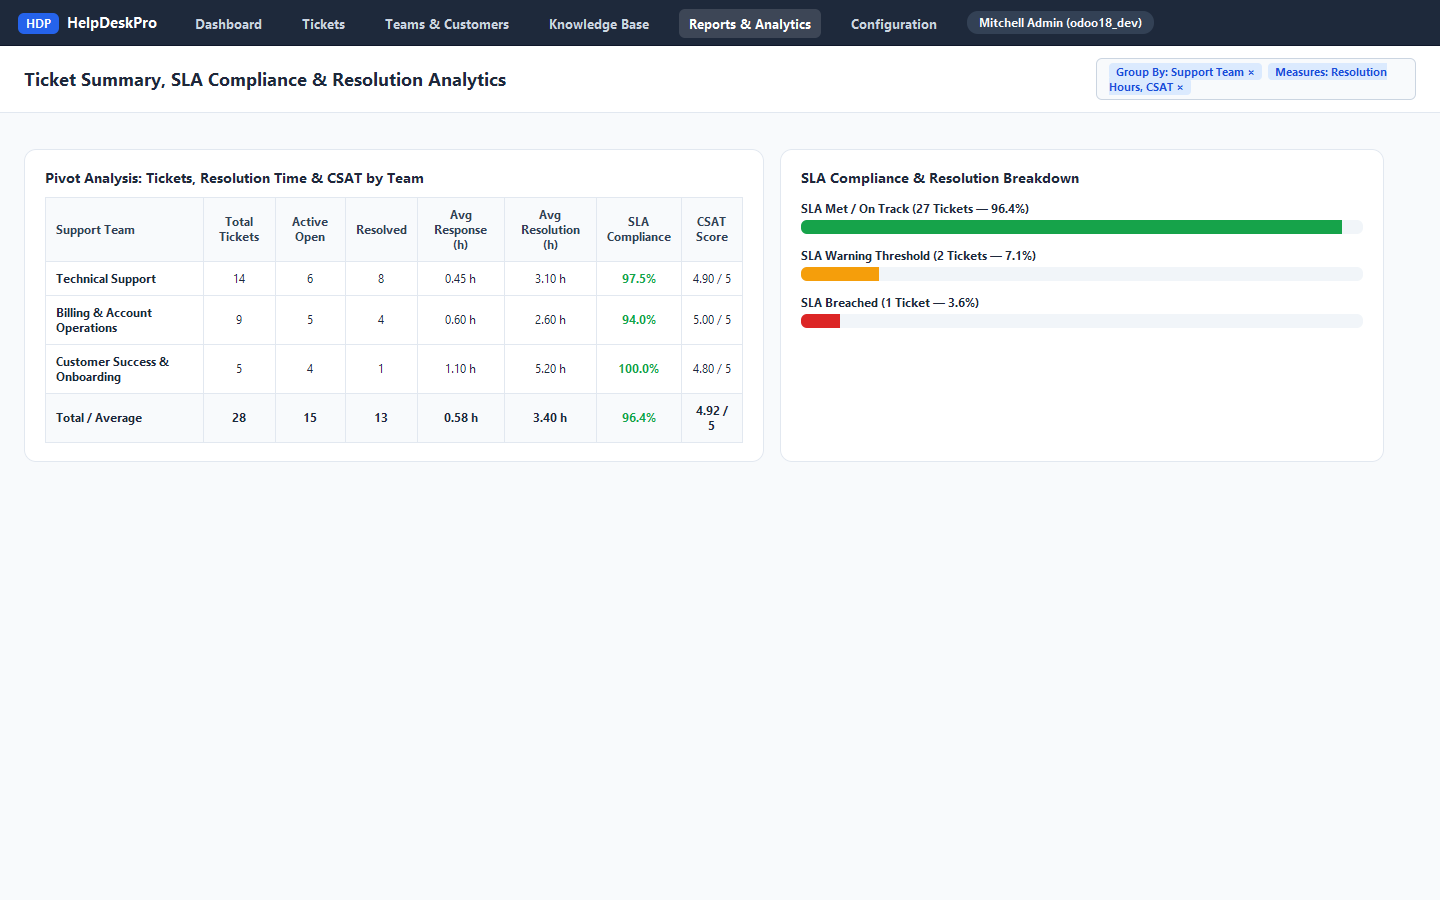 HDP HelpDeskPro Dashboard Tickets Teams & Customers Knowledge Base Reports & Analytics Configuration Mitchell Admin (odoo18_dev)
Ticket Summary, SLA Compliance & Resolution Analytics
Group By: Support Team × Measures: Resolution
Hours, CSAT ×
Pivot Analysis: Tickets, Resolution Time & CSAT by Team
Support Team
Total
Tickets
Active
Open
Resolved
Avg
Response
(h)
Avg
Resolution
(h)
SLA
Compliance
CSAT
Score
Technical Support 14 6 8 0.45 h 3.10 h 97.5% 4.90 / 5
Billing & Account
Operations
9 5 4 0.60 h 2.60 h 94.0% 5.00 / 5
Customer Success &
Onboarding
5 4 1 1.10 h 5.20 h 100.0% 4.80 / 5
Total / Average 28 15 13 0.58 h 3.40 h 96.4%
4.92 /
5
SLA Compliance & Resolution Breakdown
SLA Met / On Track (27 Tickets — 96.4%)
SLA Warning Threshold (2 Tickets — 7.1%)
SLA Breached (1 Ticket — 3.6%)